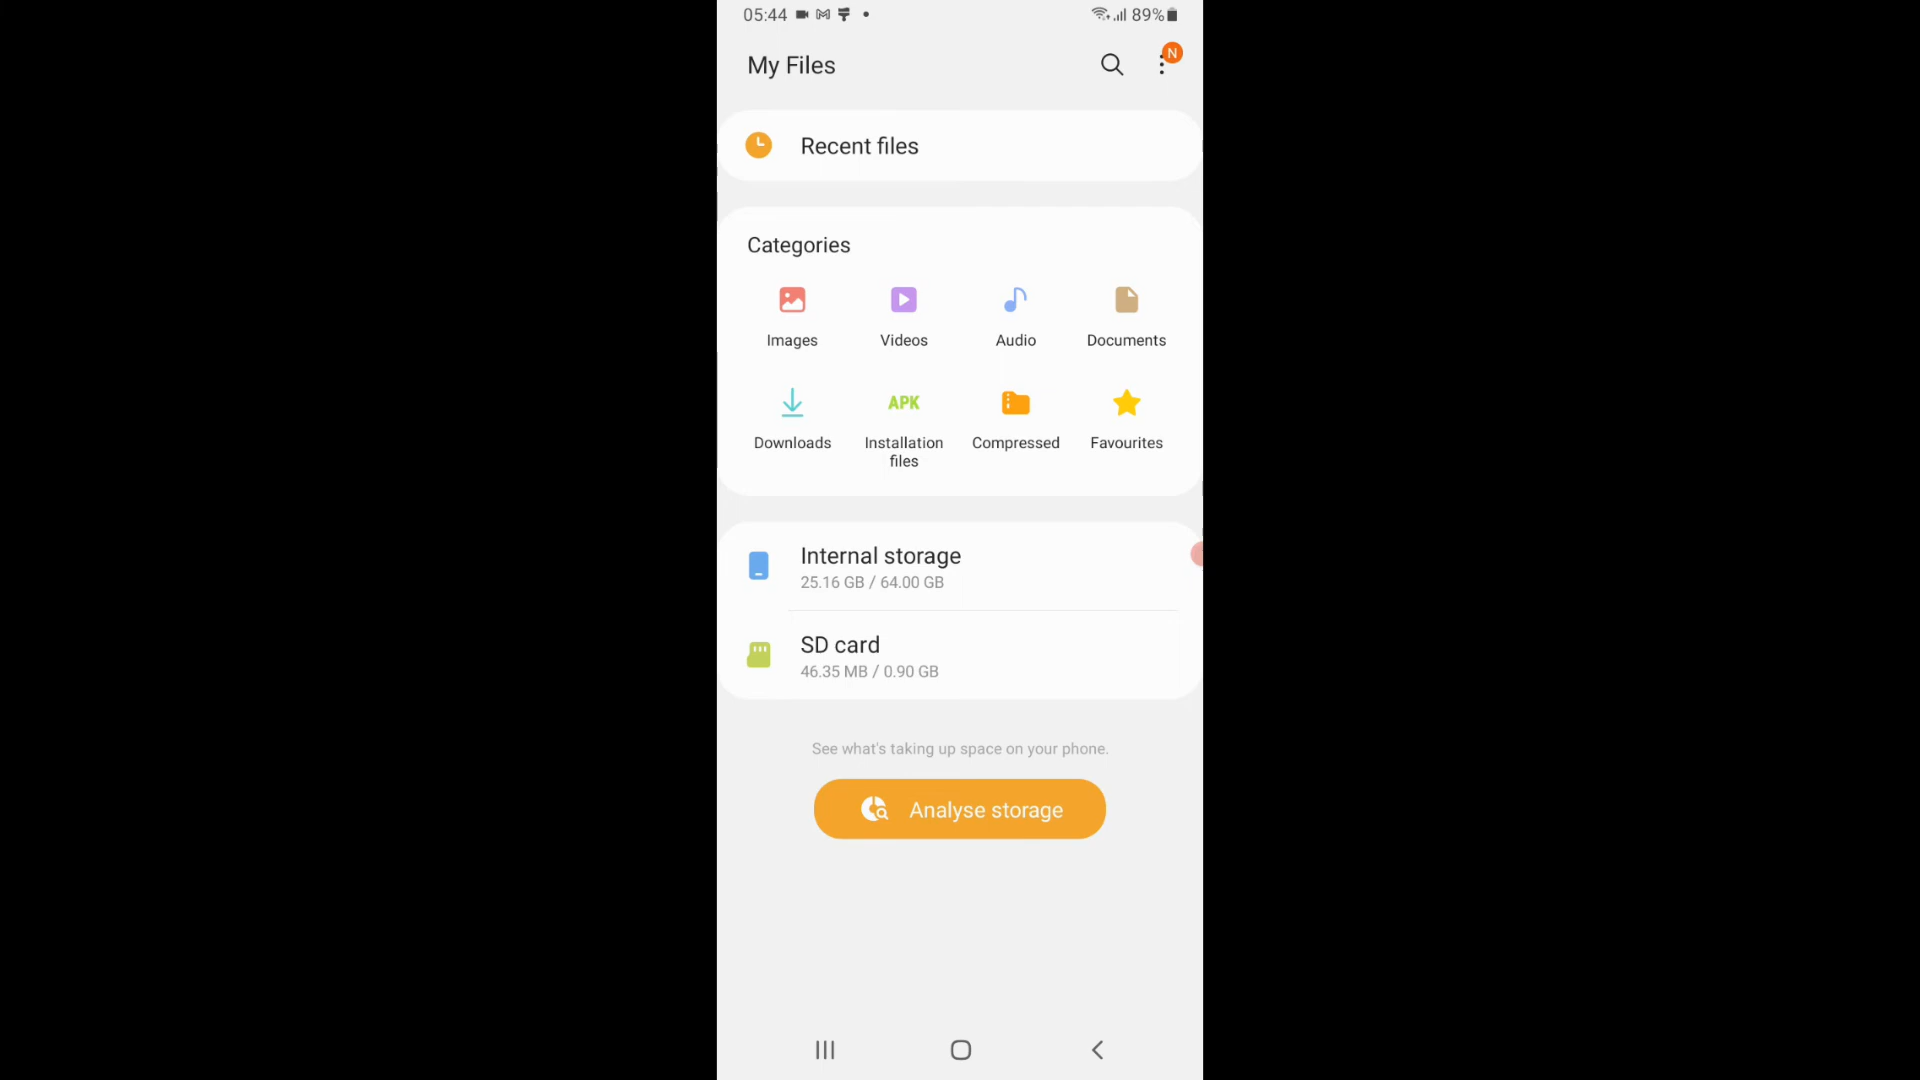 05:44
89%
My Files
N
Recent files
Categories
Images
Videos
Audio
Documents
Downloads
APK
Installation
files
Compressed
Favourites
Internal storage
25.16 GB / 64.00 GB
SD card
46.35 MB / 0.90 GB
See what's taking up space on your phone.
Analyse storage